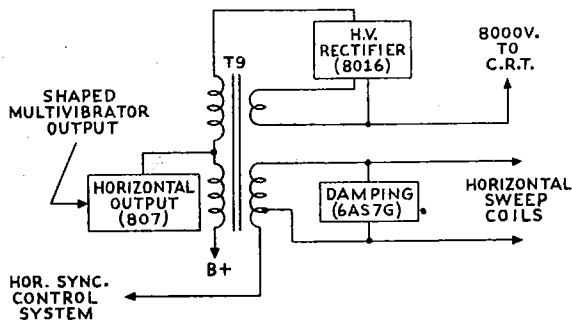 H.V.
RECTIFIER
(8016)
8000V.
TO
C.R.T.
T9
SHAPED
MULTIVIBRATOR
OUTPUT
HORIZONTAL
OUTPUT
(807)
DAMPING
(6AS7G)
HORIZONTAL
SWEEP
COILS
B+
HOR. SYNC.
CONTROL
SYSTEM